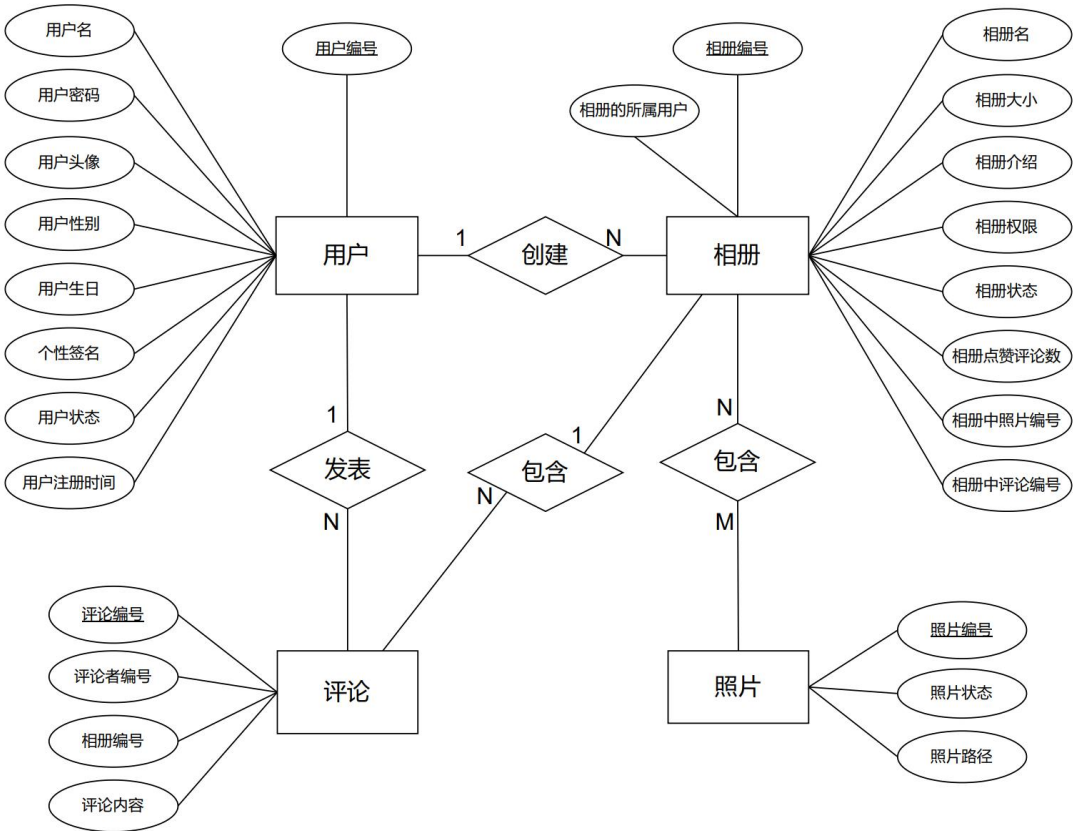 用户名
用户编号
相册编号
相册名
用户密码
相册的所属用户
相册大小
用户头像
相册介绍
用户性别
相册权限
用户
1
创建
N
相册
用户生日
相册状态
个性签名
相册点赞评论数
用户状态
1
N
相册中照片编号
1
发表
包含
包含
用户注册时间
相册中评论编号
N
N
M
评论编号
照片编号
评论者编号
评论
照片
照片状态
相册编号
照片路径
评论内容